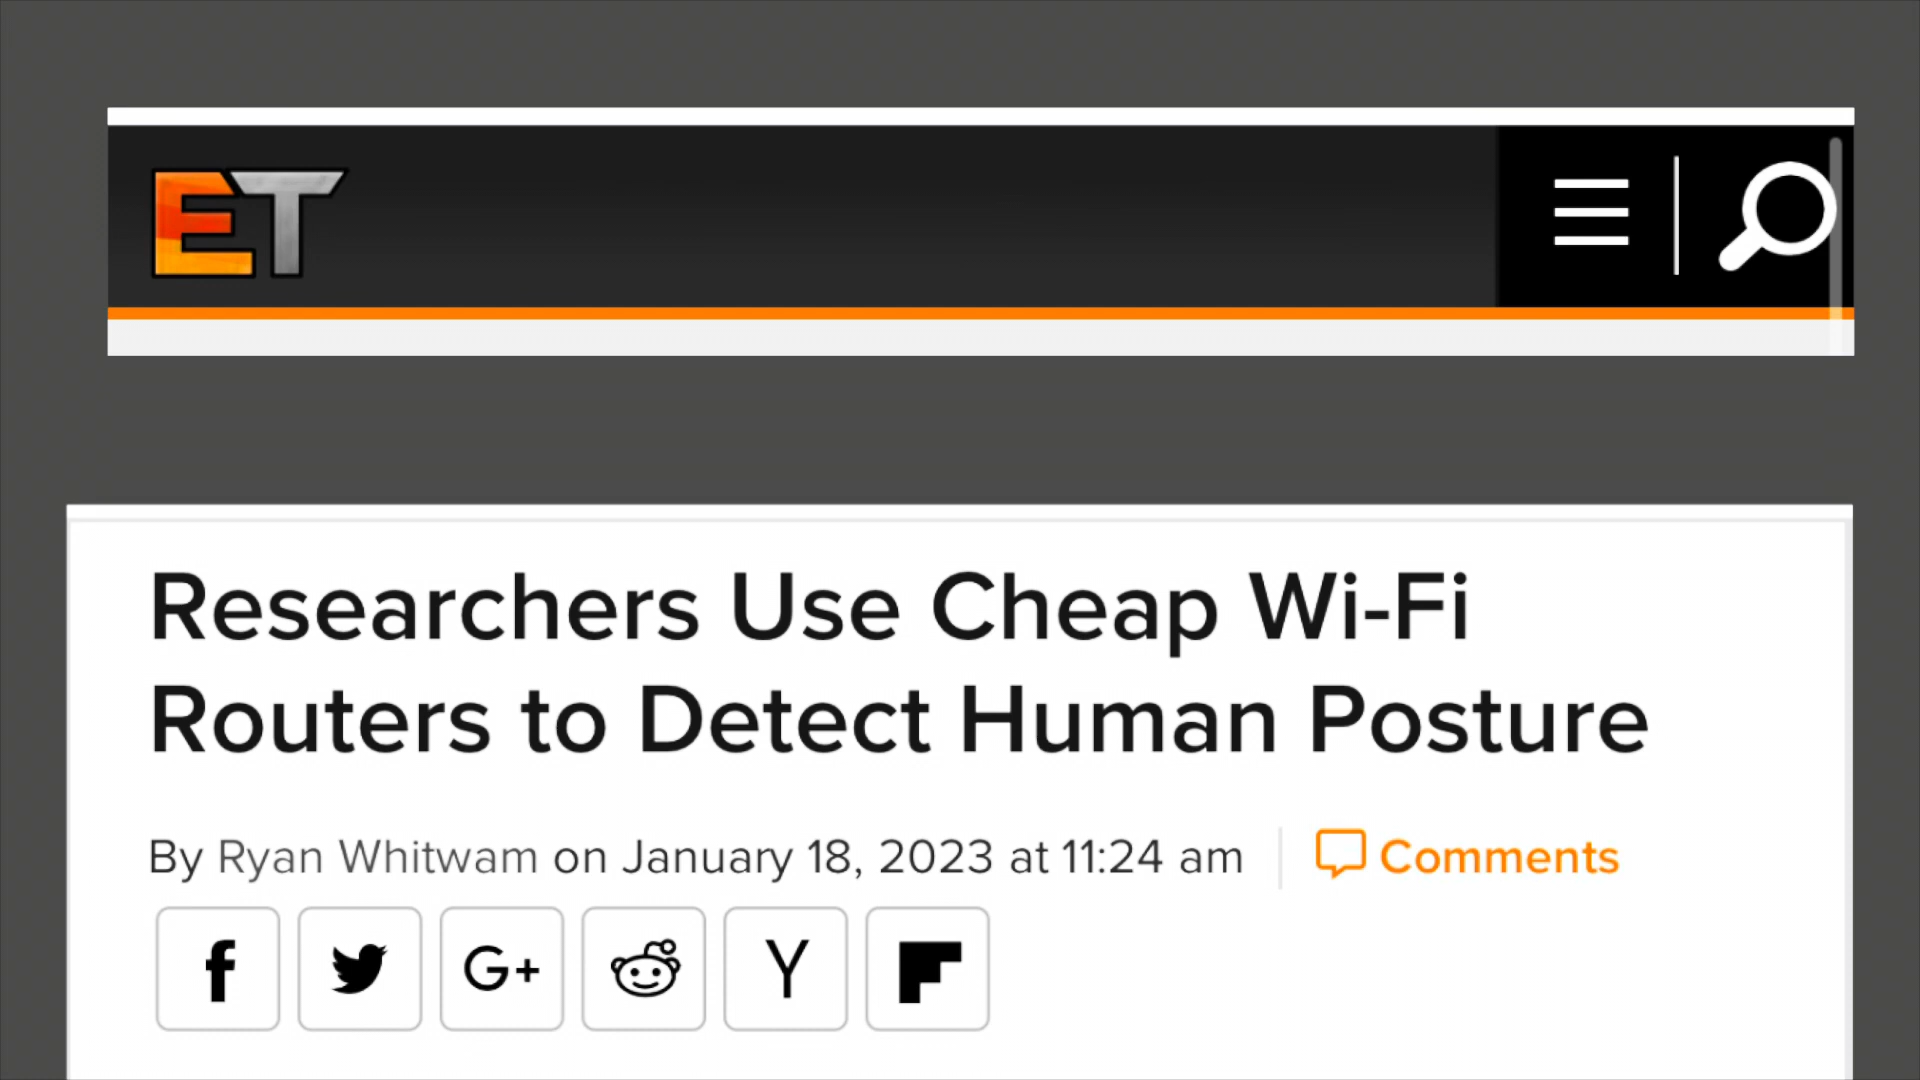 ET
Researchers Use Cheap Wi-Fi
Routers to Detect Human Posture
By Ryan Whitwam on January 18, 2023 at 11:24 am
Comments
f
G+
Y